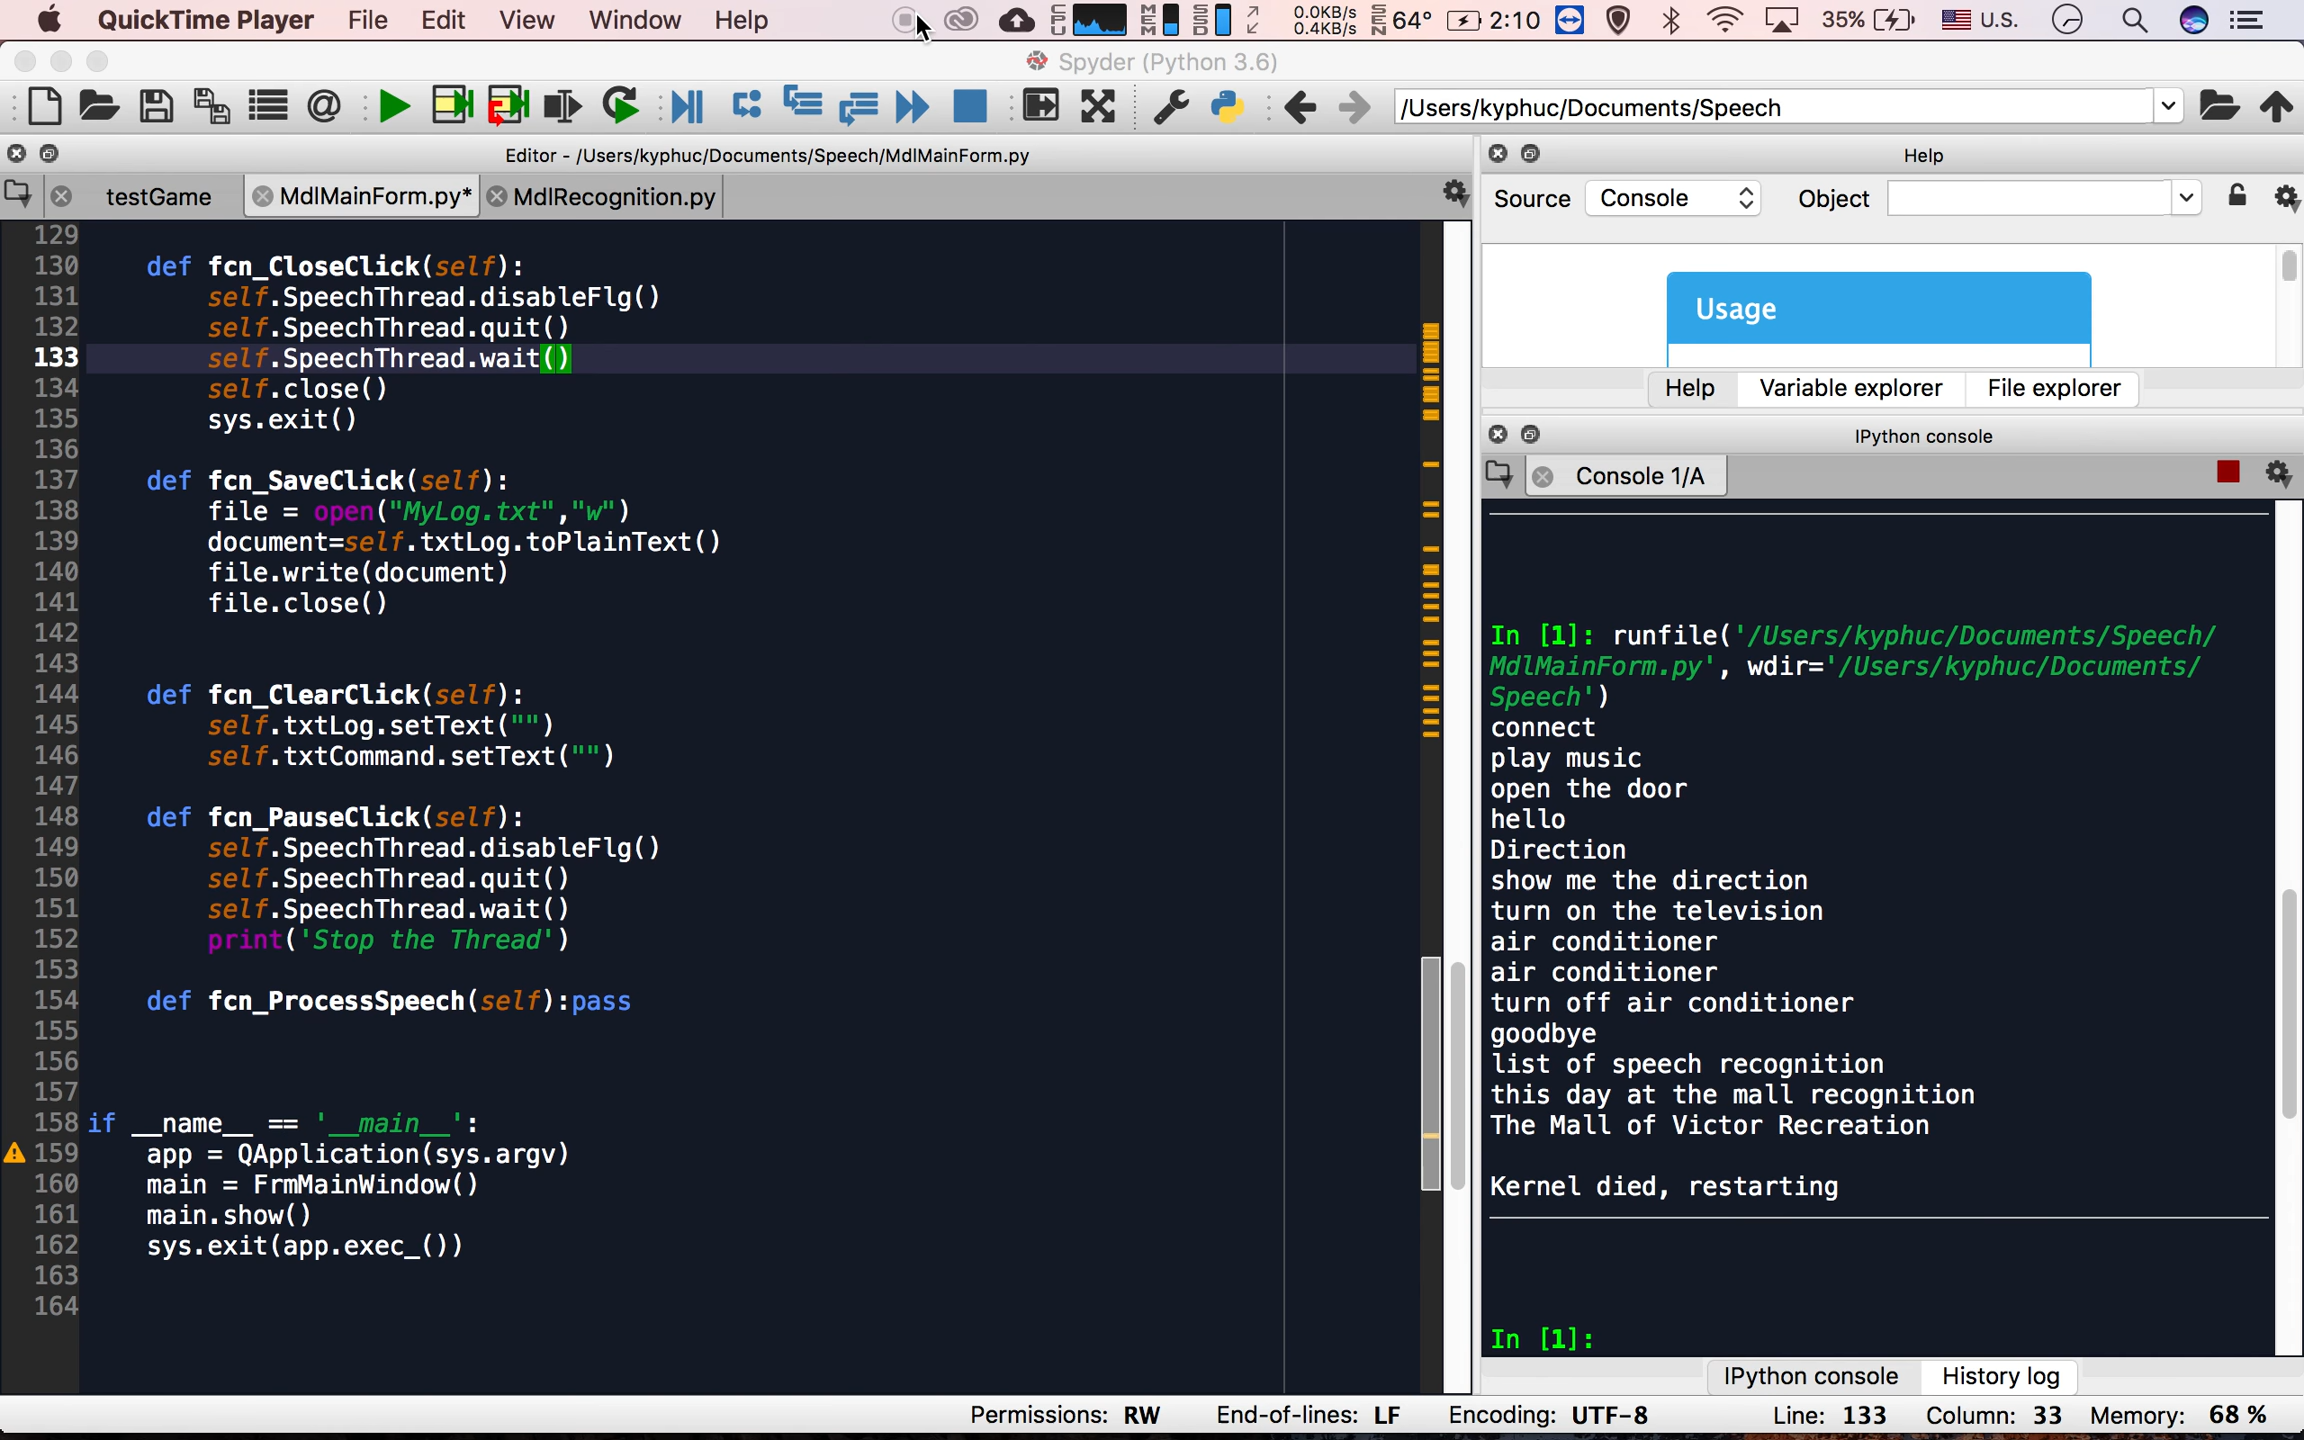 QuickTime Player File Edit View Window Help
CPU MEM SSD 0.0KB/s 0.4KB/s SEN 64° 2:10 35% U.S.
Spyder (Python 3.6)
/Users/kyphuc/Documents/Speech
Editor - /Users/kyphuc/Documents/Speech/MdlMainForm.py
testGame MdlMainForm.py* MdlRecognition.py
129
130 def fcn_CloseClick(self):
131 self.SpeechThread.disableFlg()
132 self.SpeechThread.quit()
133 self.SpeechThread.wait()
134 self.close()
135 sys.exit()
136
137 def fcn_SaveClick(self):
138 file = open("MyLog.txt","w")
139 document=self.txtLog.toPlainText()
140 file.write(document)
141 file.close()
142
143
144 def fcn_ClearClick(self):
145 self.txtLog.setText("")
146 self.txtCommand.setText("")
147
148 def fcn_PauseClick(self):
149 self.SpeechThread.disableFlg()
150 self.SpeechThread.quit()
151 self.SpeechThread.wait()
152 print('Stop the Thread')
153
154 def fcn_ProcessSpeech(self):pass
155
156
157
158 if __name__ == '__main__':
159 app = QApplication(sys.argv)
160 main = FrmMainWindow()
161 main.show()
162 sys.exit(app.exec_())
163
164
Help
Source Console Object
Usage
Help Variable explorer File explorer
IPython console
Console 1/A
In [1]: runfile('/Users/kyphuc/Documents/Speech/
MdlMainForm.py', wdir='/Users/kyphuc/Documents/
Speech')
connect
play music
open the door
hello
Direction
show me the direction
turn on the television
air conditioner
air conditioner
turn off air conditioner
goodbye
list of speech recognition
this day at the mall recognition
The Mall of Victor Recreation
Kernel died, restarting
In [1]:
IPython console History log
Permissions: RW End-of-lines: LF Encoding: UTF-8 Line: 133 Column: 33 Memory: 68 %